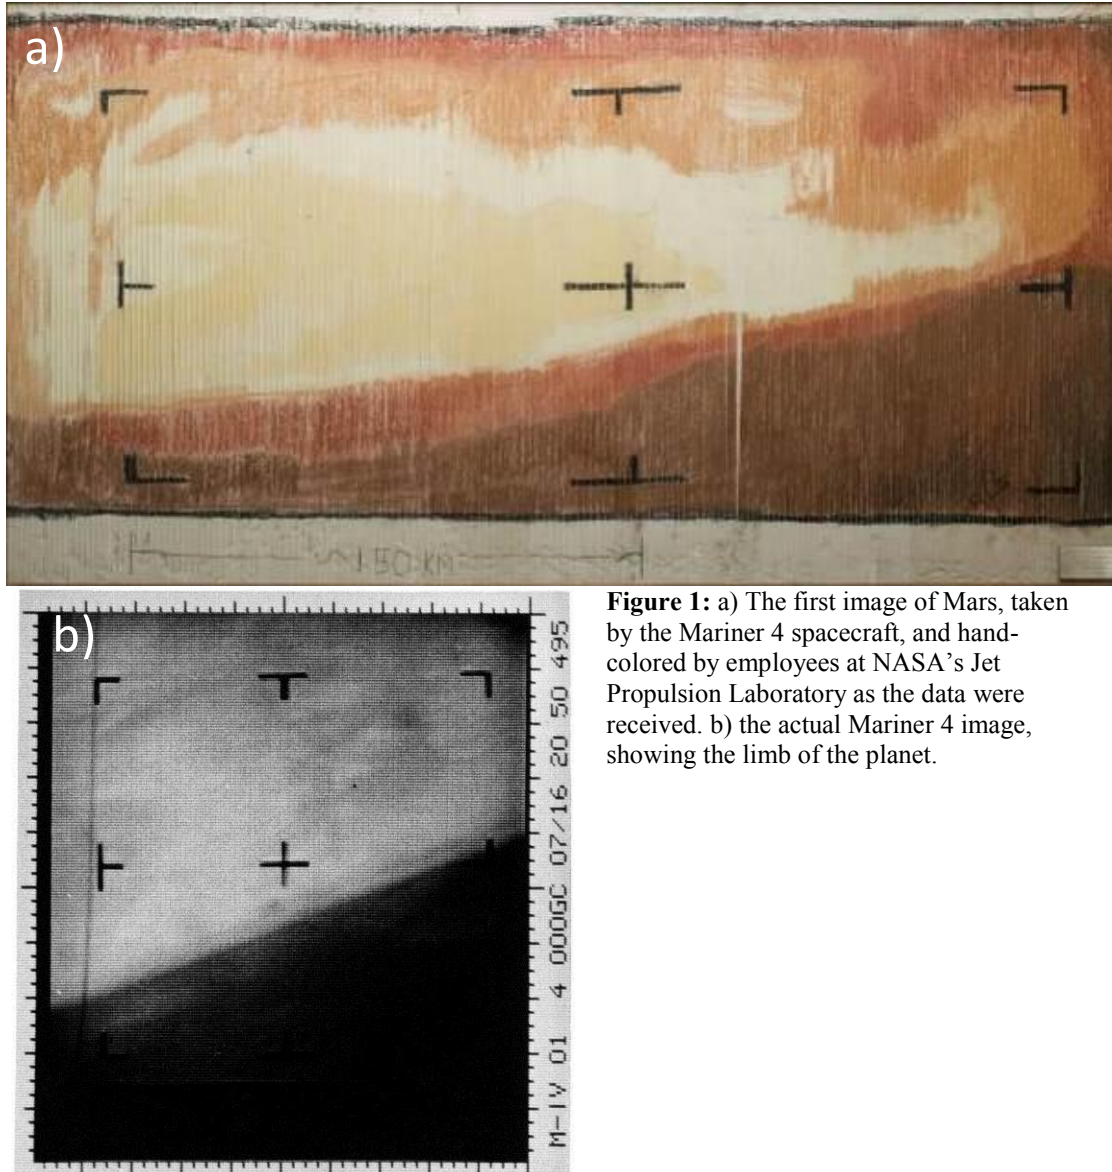 a)
~150 KM
b)
M-IV 01 4 000GC 07/16 20 50 495
Figure 1: a) The first image of Mars, taken
by the Mariner 4 spacecraft, and hand-
colored by employees at NASA’s Jet
Propulsion Laboratory as the data were
received. b) the actual Mariner 4 image,
showing the limb of the planet.